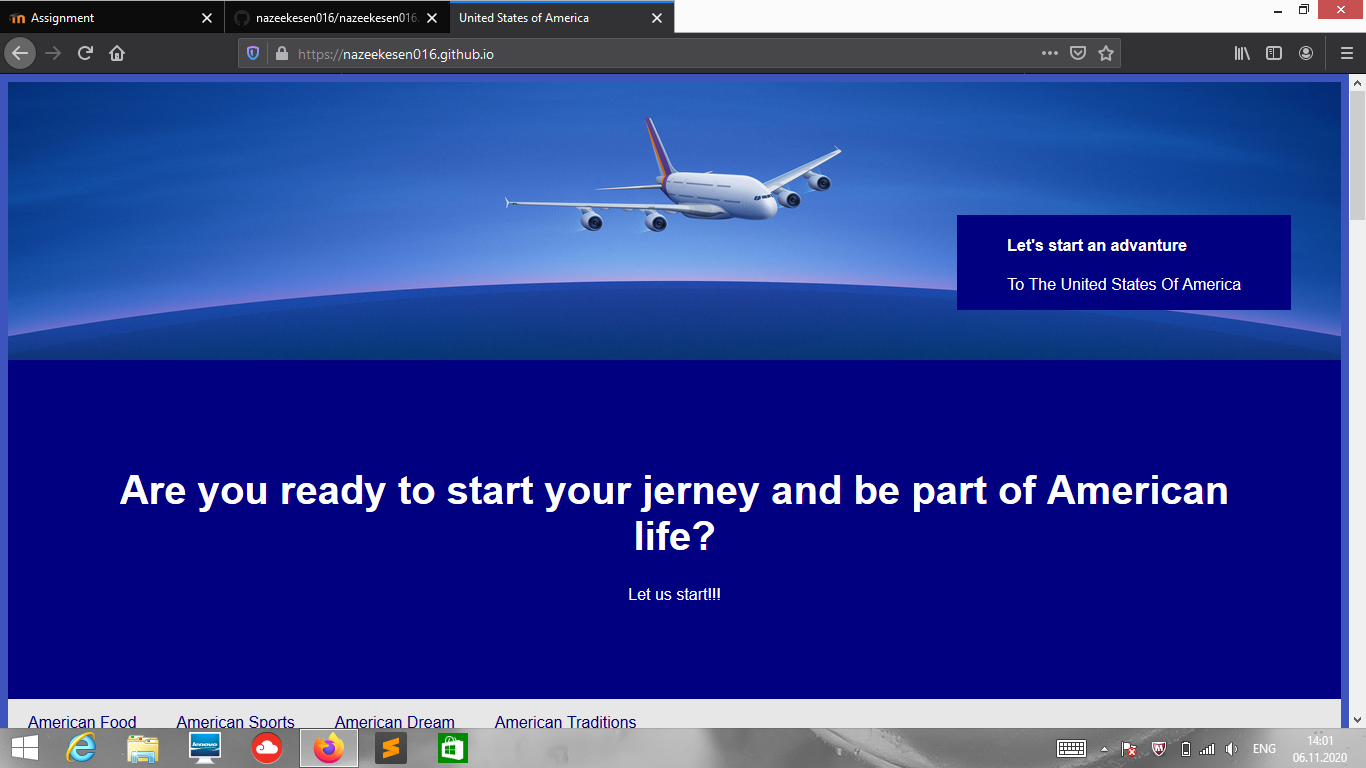 Assignment
nazeekesen016/nazeekesen016.
United States of America
https://nazeekesen016.github.io
Let's start an advanture
To The United States Of America
Are you ready to start your jerney and be part of American
life?
Let us start!!!
American Food American Sports American Dream American Traditions
lenovo
ENG
14:01
06.11.2020